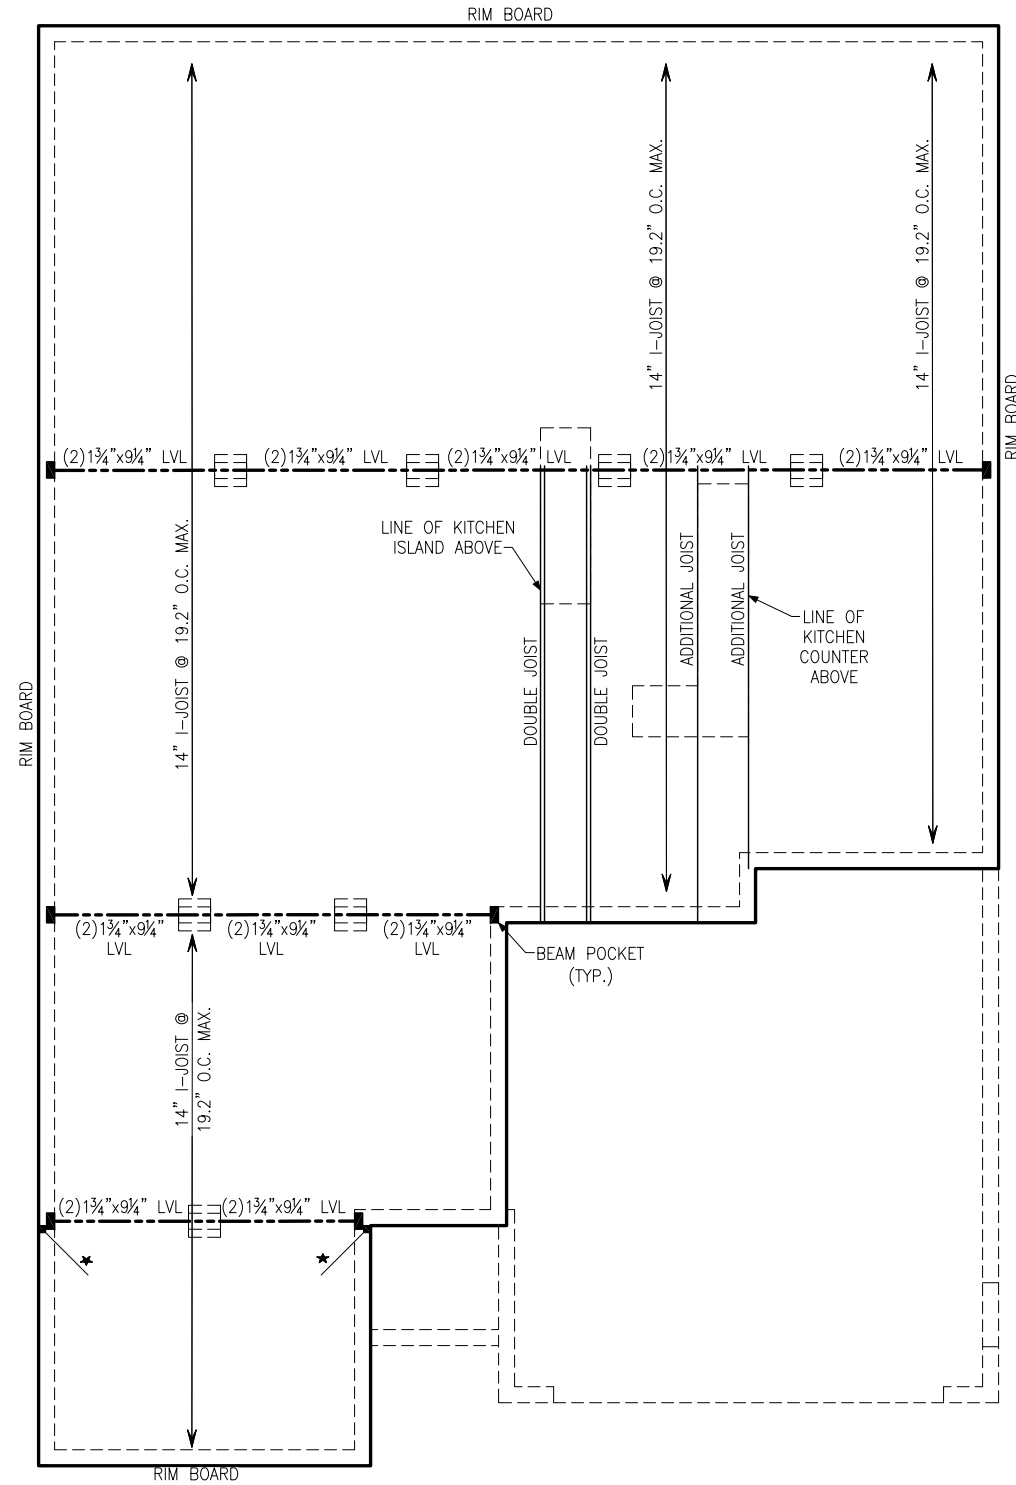 RIM BOARD
14" I-JOIST @ 19.2" O.C. MAX.
14" I-JOIST @ 19.2" O.C. MAX.
RIM BOARD
(2)1¾"x9¼" LVL
(2)1¾"x9¼" LVL
(2)1¾"x9¼" LVL
(2)1¾"x9¼" LVL
(2)1¾"x9¼" LVL
LINE OF KITCHEN
ISLAND ABOVE
14" I-JOIST @ 19.2" O.C. MAX.
ADDITIONAL JOIST
ADDITIONAL JOIST
LINE OF
KITCHEN
COUNTER
ABOVE
DOUBLE JOIST
DOUBLE JOIST
RIM BOARD
(2)1¾"x9¼"
LVL
(2)1¾"x9¼"
LVL
(2)1¾"x9¼"
LVL
BEAM POCKET
(TYP.)
14" I-JOIST @
19.2" O.C. MAX.
(2)1¾"x9¼" LVL
(2)1¾"x9¼" LVL
RIM BOARD